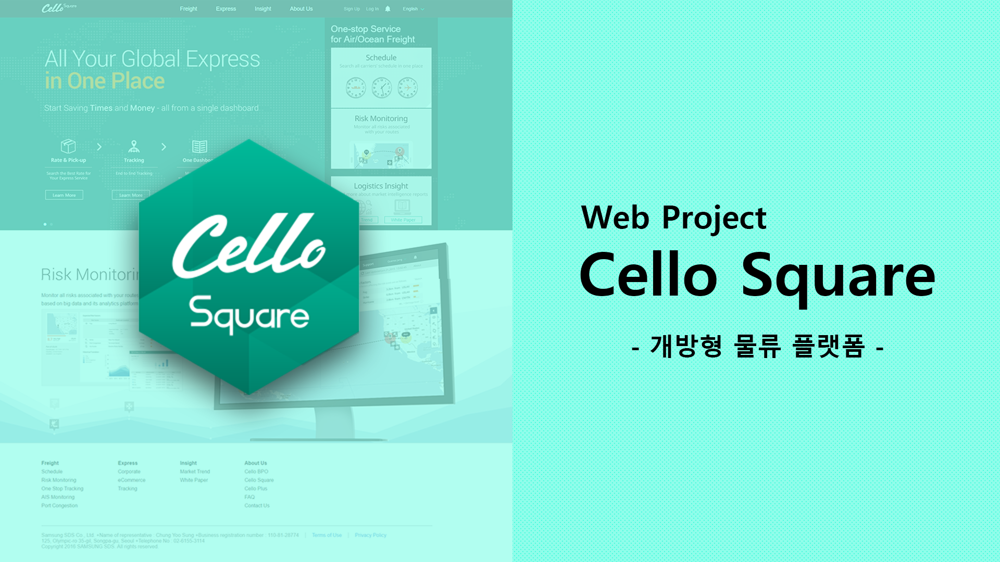 Cello Square
Freight Express Insight About Us Sign Up Log In English
All Your Global Express
in One Place
Start Saving Times and Money - all from a single dashboard
Rate & Pick-up
Search the Best Rate for
Your Express Service
Learn More
Tracking
End to End Tracking
Learn More
One
One-stop Service
for Air/Ocean Freight
Schedule
Search all carriers' schedule in one place
Risk Monitoring
Monitor all risks associated
with your routes
Logistics Insight
more about market intelligence reports
Trend
White Paper
Cello
Square
Risk
Monitor all risks associated with your routes
based on big data and its analytics platform
Support
Web Project
Cello Square
- 개방형 물류 플랫폼 -
Freight
Schedule
Risk Monitoring
One Stop Tracking
AIS Monitoring
Port Congestion
Express
Corporate
eCommerce
Tracking
Insight
Market Trend
White Paper
About Us
Cello BPO
Cello Square
Cello Plus
FAQ
Contact Us
Samsung SDS Co., Ltd. +Name of representative : Chung Yoo Sung +Business registration number : 110-81-28774 | Terms of Use | Privacy Policy
125, Olympic-ro 35-gil, Songpa-gu, Seoul +Telephone No : 02-6155-3114
Copyright 2016 SAMSUNG SDS. All rights reserved.